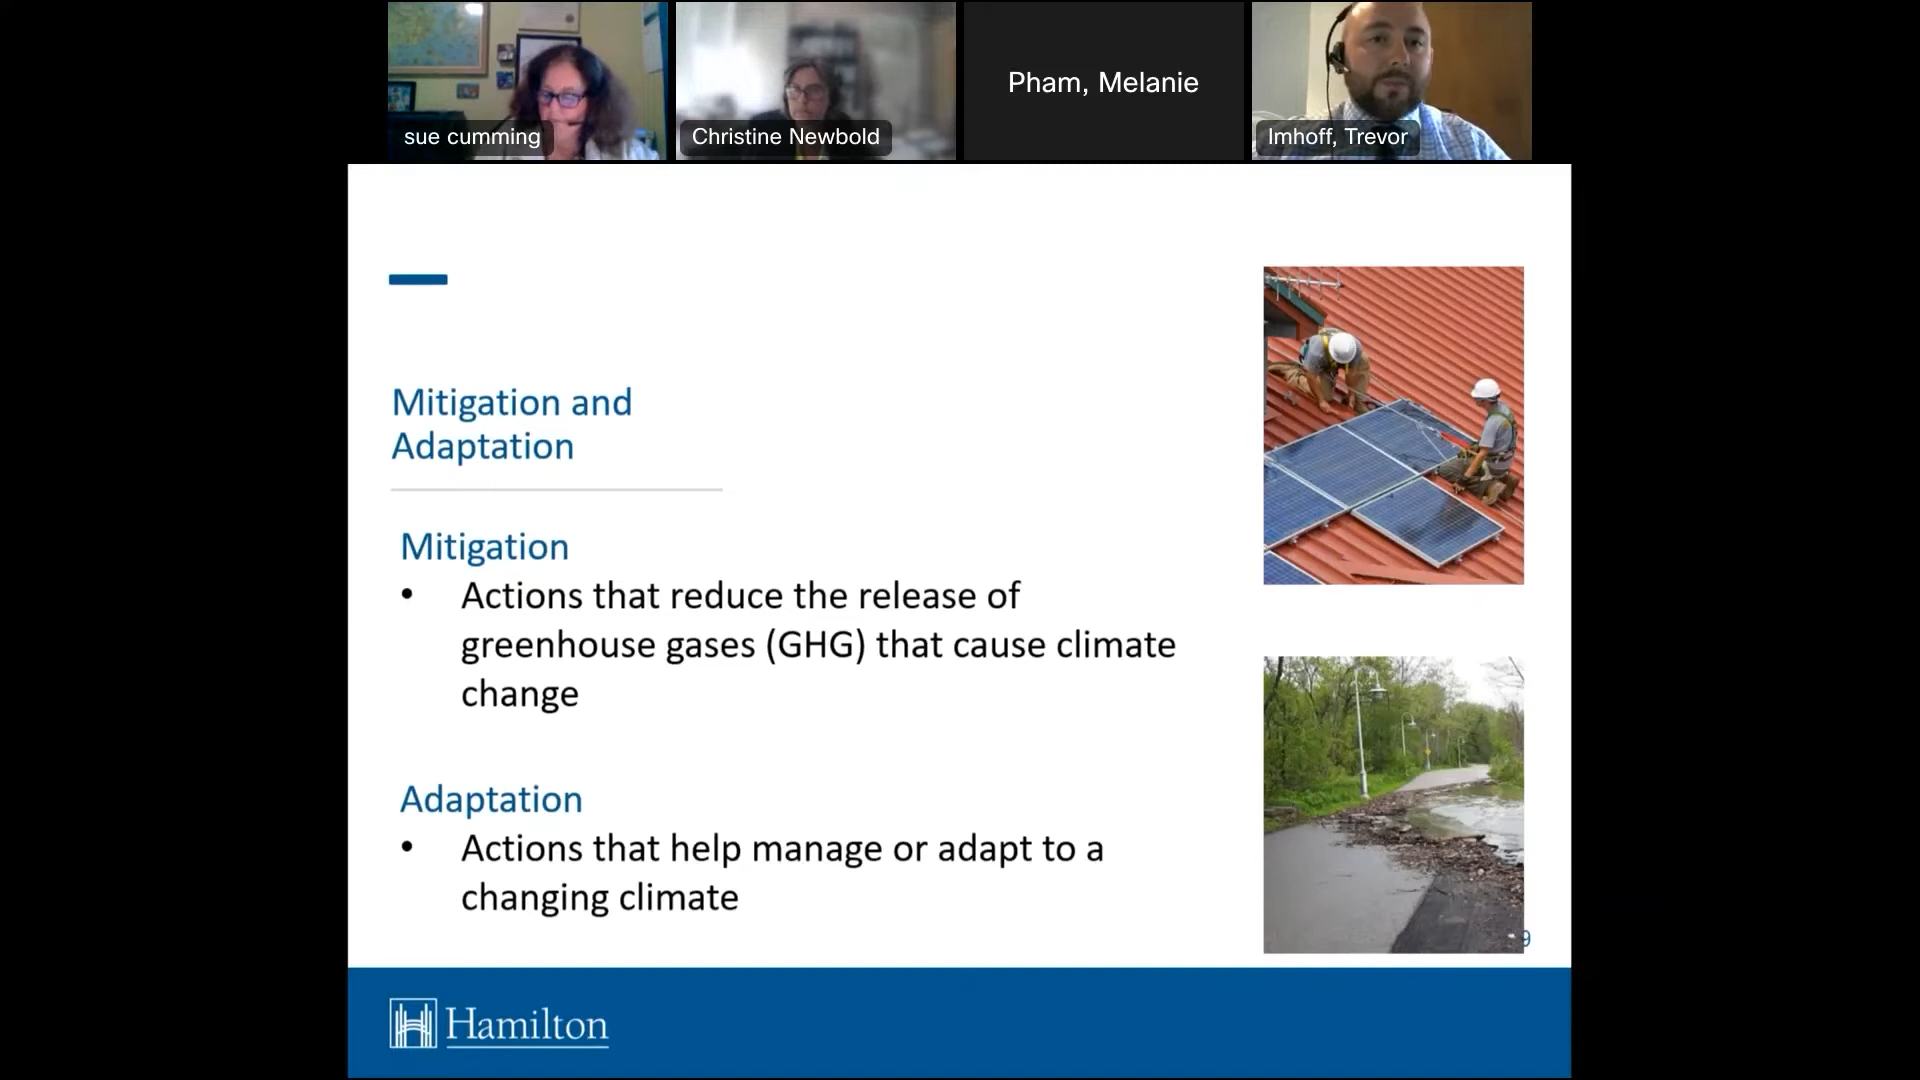 sue cumming
Christine Newbold
Pham, Melanie
Imhoff, Trevor
Mitigation and
Adaptation
Mitigation
• Actions that reduce the release of
greenhouse gases (GHG) that cause climate
change
Adaptation
• Actions that help manage or adapt to a
changing climate
9
Hamilton